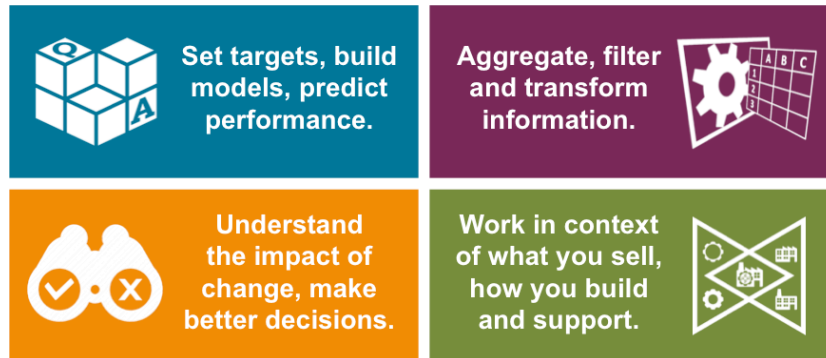 Q
A
Set targets, build
models, predict
performance.
Aggregate, filter
and transform
information.
A B C
1
2
3
Understand
the impact of
change, make
better decisions.
Work in context
of what you sell,
how you build
and support.